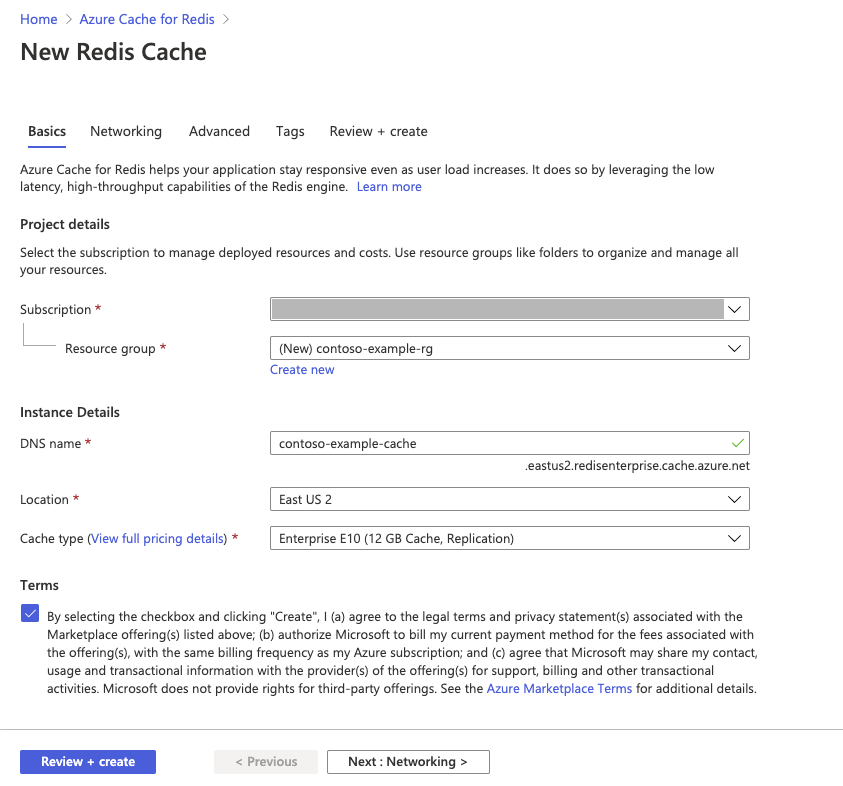 Home > Azure Cache for Redis >
New Redis Cache
Basics Networking Advanced Tags Review + create
Azure Cache for Redis helps your application stay responsive even as user load increases. It does so by leveraging the low
latency, high-throughput capabilities of the Redis engine. Learn more
Project details
Select the subscription to manage deployed resources and costs. Use resource groups like folders to organize and manage all
your resources.
Subscription *
Resource group * (New) contoso-example-rg
Create new
Instance Details
DNS name * contoso-example-cache
.eastus2.redisenterprise.cache.azure.net
Location * East US 2
Cache type (View full pricing details) * Enterprise E10 (12 GB Cache, Replication)
Terms
By selecting the checkbox and clicking "Create", I (a) agree to the legal terms and privacy statement(s) associated with the
Marketplace offering(s) listed above; (b) authorize Microsoft to bill my current payment method for the fees associated with
the offering(s), with the same billing frequency as my Azure subscription; and (c) agree that Microsoft may share my contact,
usage and transactional information with the provider(s) of the offering(s) for support, billing and other transactional
activities. Microsoft does not provide rights for third-party offerings. See the Azure Marketplace Terms for additional details.
Review + create < Previous Next : Networking >